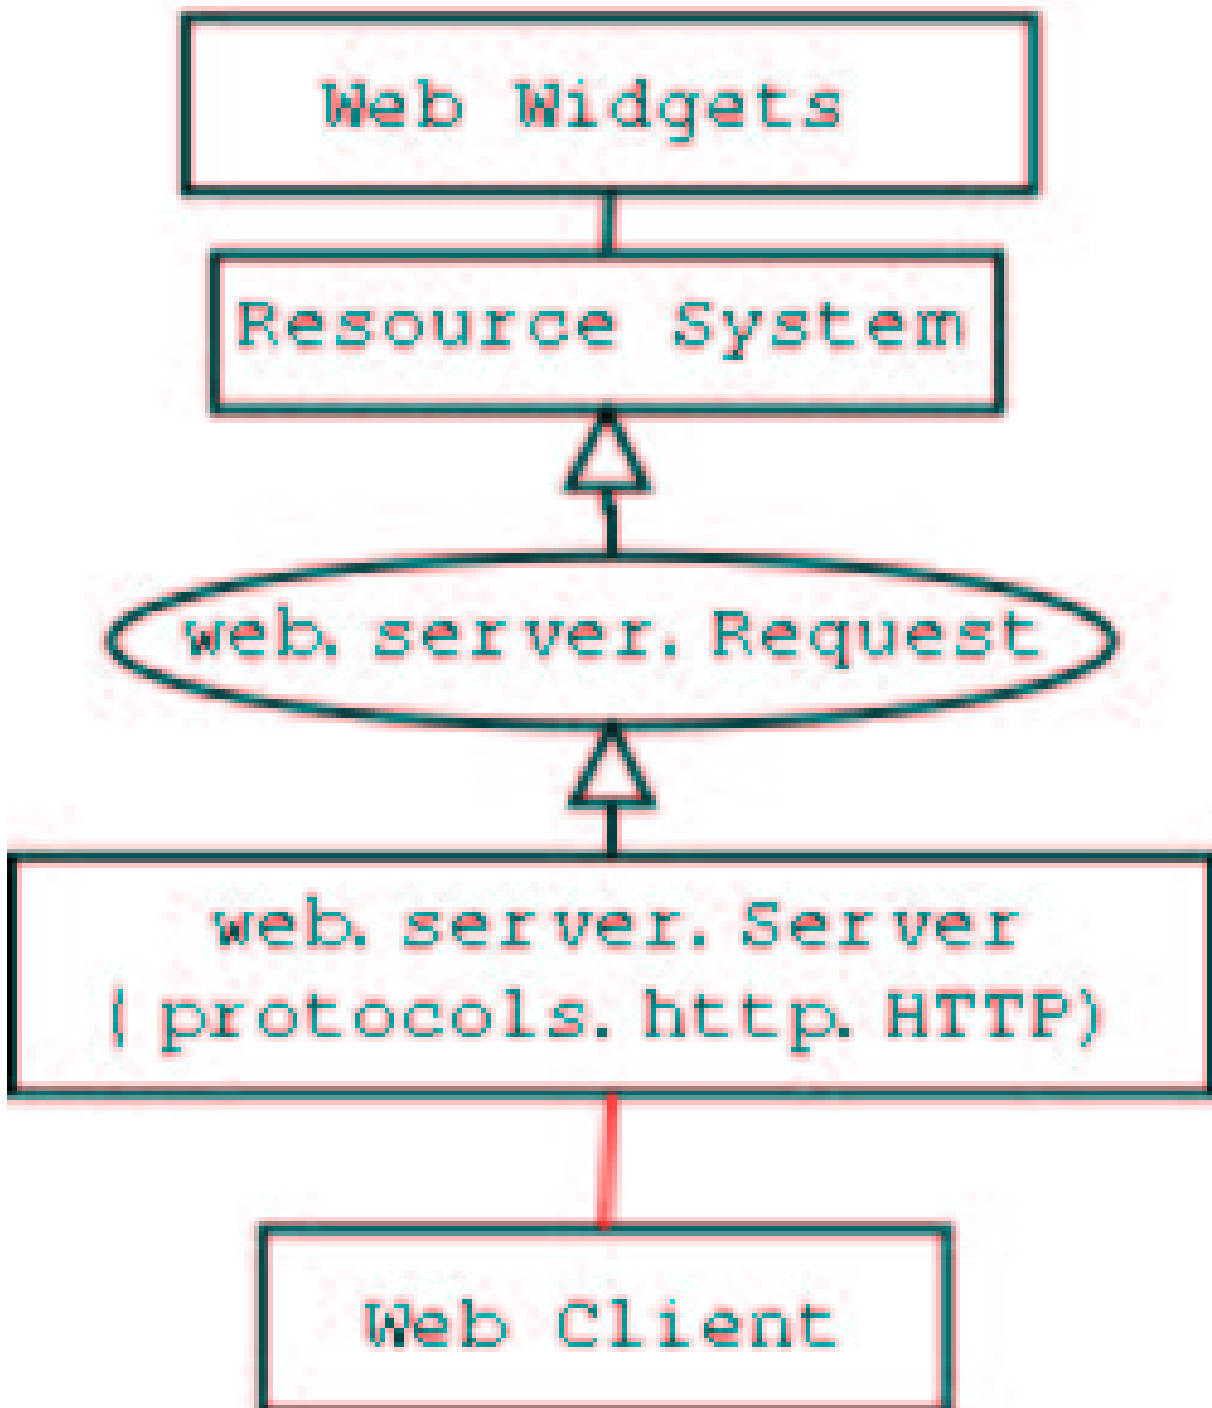 Web Widgets
Resource System
web.server.Request
web.server.Server
(protocols.http.HTTP)
Web Client